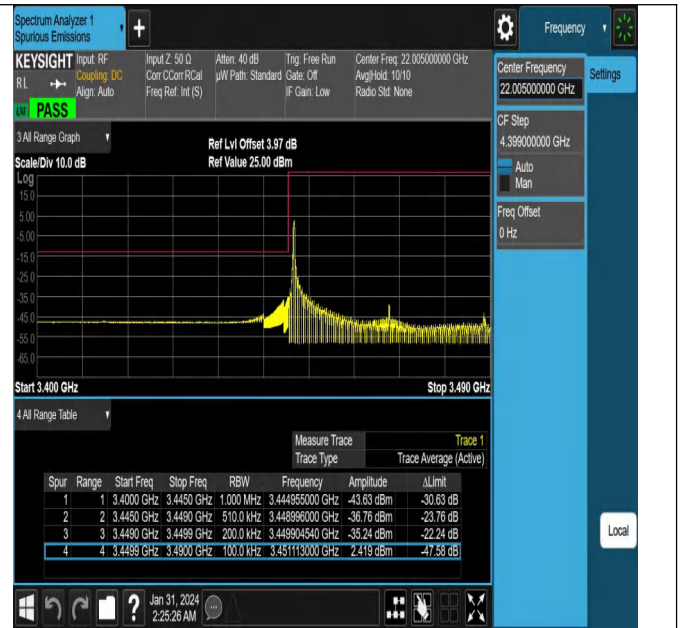 Spectrum Analyzer 1
Spurious Emissions
+
Frequency
KEYSIGHT Input: RF
RL
Coupling: DC
Align: Auto
Input Z: 50 Ω
Corr CCorr RCal
Freq Ref: Int (S)
Atten: 40 dB
µW Path: Standard
Trig: Free Run
Gate: Off
IF Gain: Low
Center Freq: 22.005000000 GHz
Avg|Hold: 10/10
Radio Std: None
LNI PASS
Center Frequency
22.005000000 GHz
Settings
CF Step
4.399000000 GHz
Auto
Man
Freq Offset
0 Hz
3 All Range Graph
Ref Lvl Offset 3.97 dB
Scale/Div 10.0 dB Ref Value 25.00 dBm
Log
15.0
5.00
-5.00
-15.0
-25.0
-35.0
-45.0
-55.0
-65.0
Start 3.400 GHz Stop 3.490 GHz
4 All Range Table
Measure Trace Trace 1
Trace Type Trace Average (Active)
Spur Range Start Freq Stop Freq RBW Frequency Amplitude ΔLimit
1 1 3.4000 GHz 3.4450 GHz 1.000 MHz 3.444955000 GHz -43.63 dBm -30.63 dB
2 2 3.4450 GHz 3.4490 GHz 510.0 kHz 3.448996000 GHz -36.76 dBm -23.76 dB
3 3 3.4490 GHz 3.4499 GHz 200.0 kHz 3.449904540 GHz -35.24 dBm -22.24 dB
4 4 3.4499 GHz 3.4900 GHz 100.0 kHz 3.451113000 GHz 2.419 dBm -47.58 dB
Local
?
Jan 31, 2024
2:25:26 AM